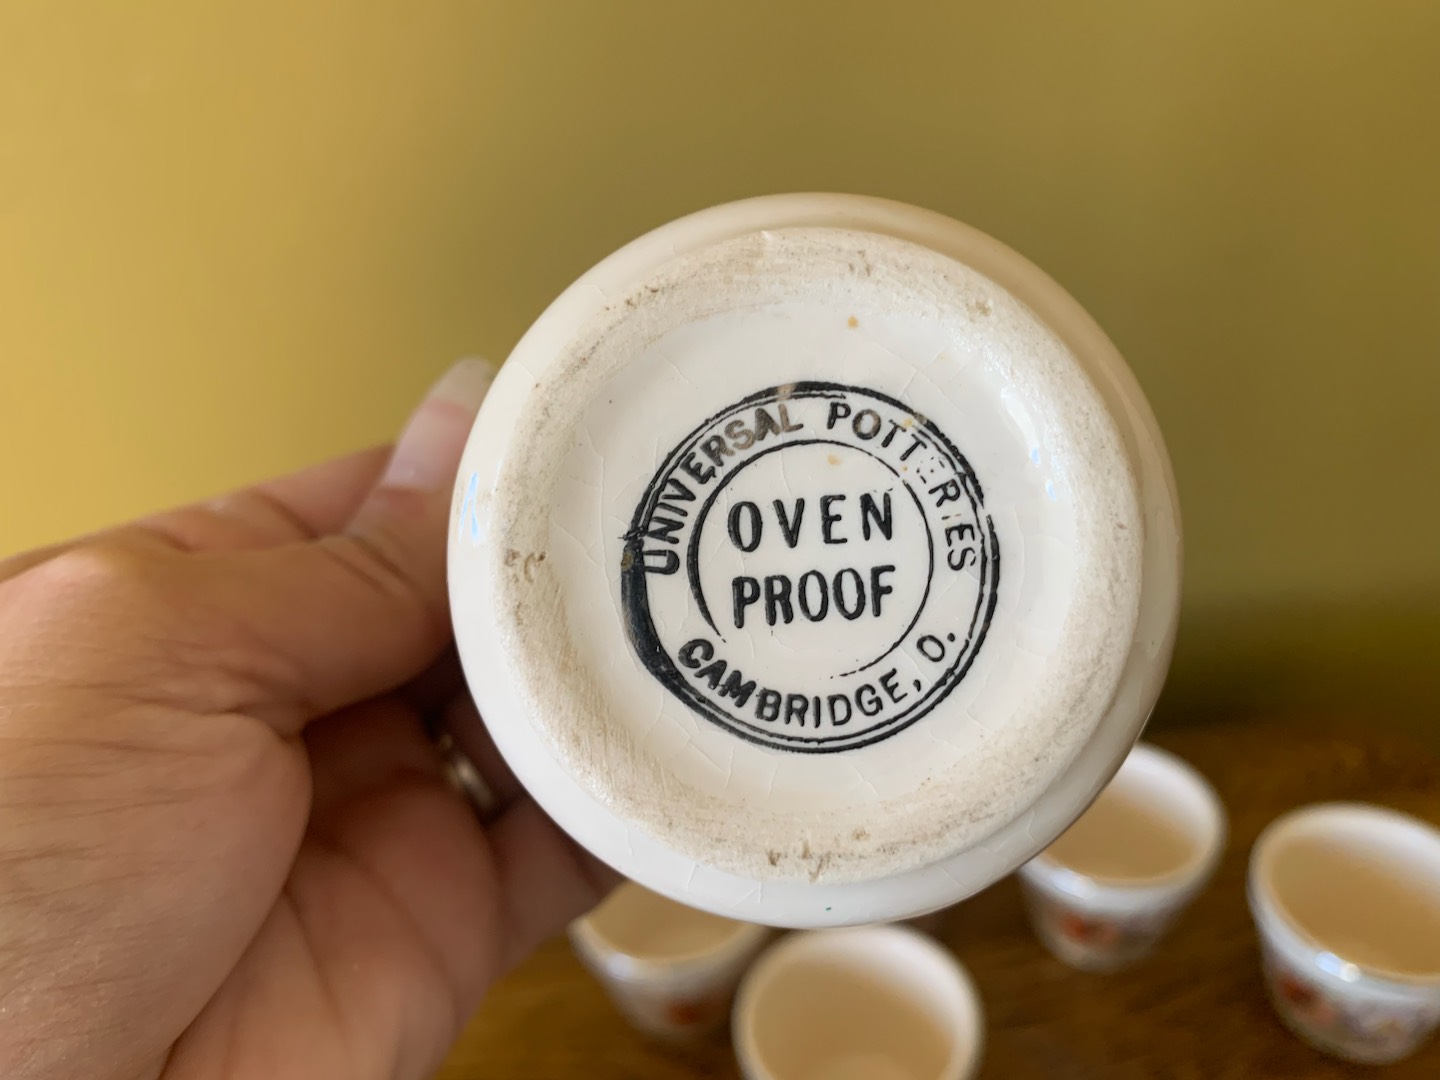 UNIVERSAL POTTERIES
OVEN
PROOF
CAMBRIDGE, O.